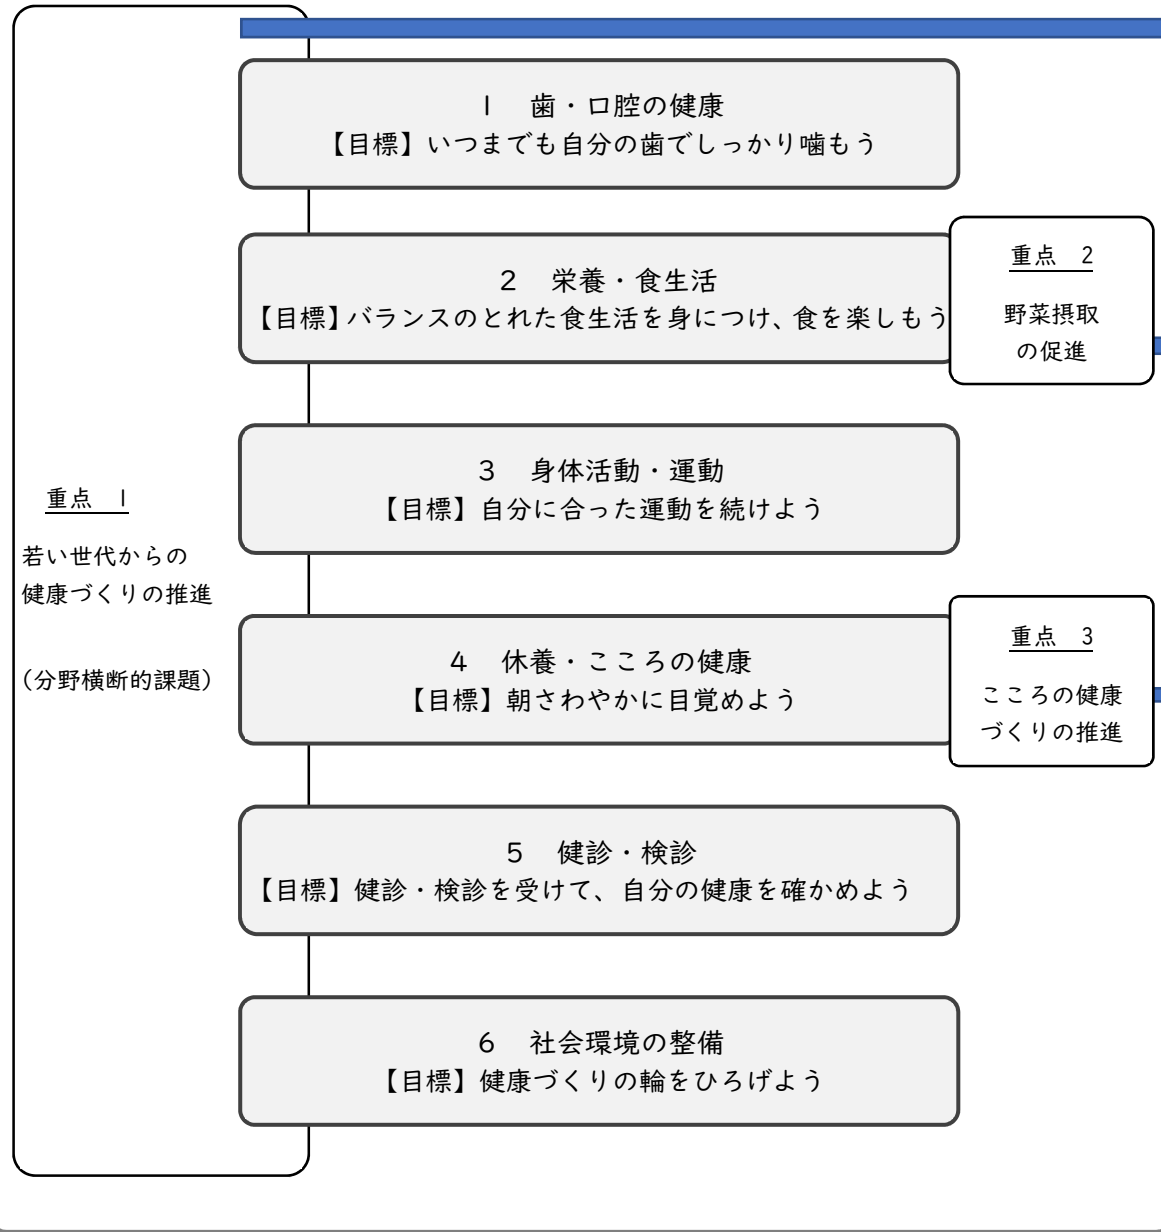 1　歯・口腔の健康
【目標】いつまでも自分の歯でしっかり噛もう
2　栄養・食生活
【目標】バランスのとれた食生活を身につけ、食を楽しもう
重点　2
野菜摂取
の促進
3　身体活動・運動
【目標】自分に合った運動を続けよう
重点　1
若い世代からの
健康づくりの推進
（分野横断的課題）
4　休養・こころの健康
【目標】朝さわやかに目覚めよう
重点　3
こころの健康
づくりの推進
5　健診・検診
【目標】健診・検診を受けて、自分の健康を確かめよう
6　社会環境の整備
【目標】健康づくりの輪をひろげよう